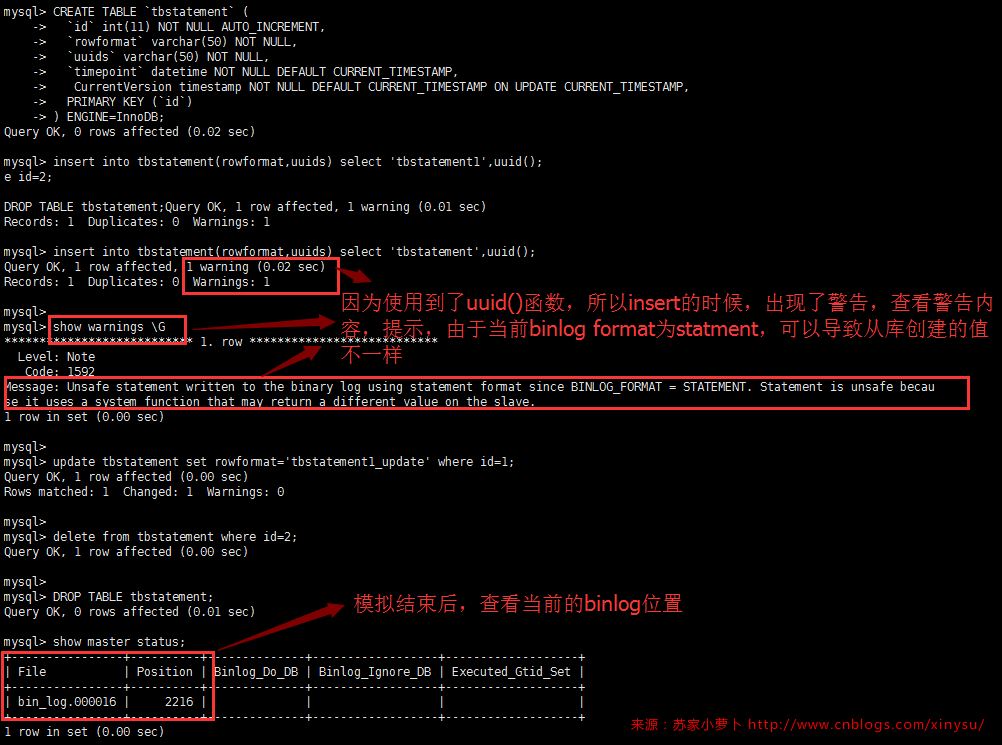 mysql> CREATE TABLE `tbstatement` (
    ->   `id` int(11) NOT NULL AUTO_INCREMENT,
    ->   `rowformat` varchar(50) NOT NULL,
    ->   `uuids` varchar(50) NOT NULL,
    ->   `timepoint` datetime NOT NULL DEFAULT CURRENT_TIMESTAMP,
    ->    CurrentVersion timestamp NOT NULL DEFAULT CURRENT_TIMESTAMP ON UPDATE CURRENT_TIMESTAMP,
    ->   PRIMARY KEY (`id`)
    -> ) ENGINE=InnoDB;
Query OK, 0 rows affected (0.02 sec)
mysql> insert into tbstatement(rowformat,uuids) select 'tbstatement1',uuid();
e id=2;
DROP TABLE tbstatement;Query OK, 1 row affected, 1 warning (0.01 sec)
Records: 1  Duplicates: 0  Warnings: 1
mysql> insert into tbstatement(rowformat,uuids) select 'tbstatement',uuid();
Query OK, 1 row affected, 1 warning (0.02 sec)
Records: 1  Duplicates: 0  Warnings: 1
因为使用到了uuid()函数，所以insert的时候，出现了警告，查看警告内
容，提示，由于当前binlog format为statment，可以导致从库创建的值
不一样
mysql>
mysql> show warnings \G
*************************** 1. row ***************************
  Level: Note
   Code: 1592
Message: Unsafe statement written to the binary log using statement format since BINLOG_FORMAT = STATEMENT. Statement is unsafe becau
se it uses a system function that may return a different value on the slave.
1 row in set (0.00 sec)
mysql>
mysql> update tbstatement set rowformat='tbstatement1_update' where id=1;
Query OK, 1 row affected (0.00 sec)
Rows matched: 1  Changed: 1  Warnings: 0
mysql>
mysql> delete from tbstatement where id=2;
Query OK, 1 row affected (0.00 sec)
mysql>
mysql> DROP TABLE tbstatement;
Query OK, 0 rows affected (0.01 sec)
模拟结束后，查看当前的binlog位置
mysql> show master status;
+----------------+----------+--------------+------------------+-------------------+
| File           | Position | Binlog_Do_DB | Binlog_Ignore_DB | Executed_Gtid_Set |
+----------------+----------+--------------+------------------+-------------------+
| bin_log.000016 |     2216 |              |                  |                   |
+----------------+----------+--------------+------------------+-------------------+
1 row in set (0.00 sec)
来源：苏家小萝卜 http://www.cnblogs.com/xinysu/